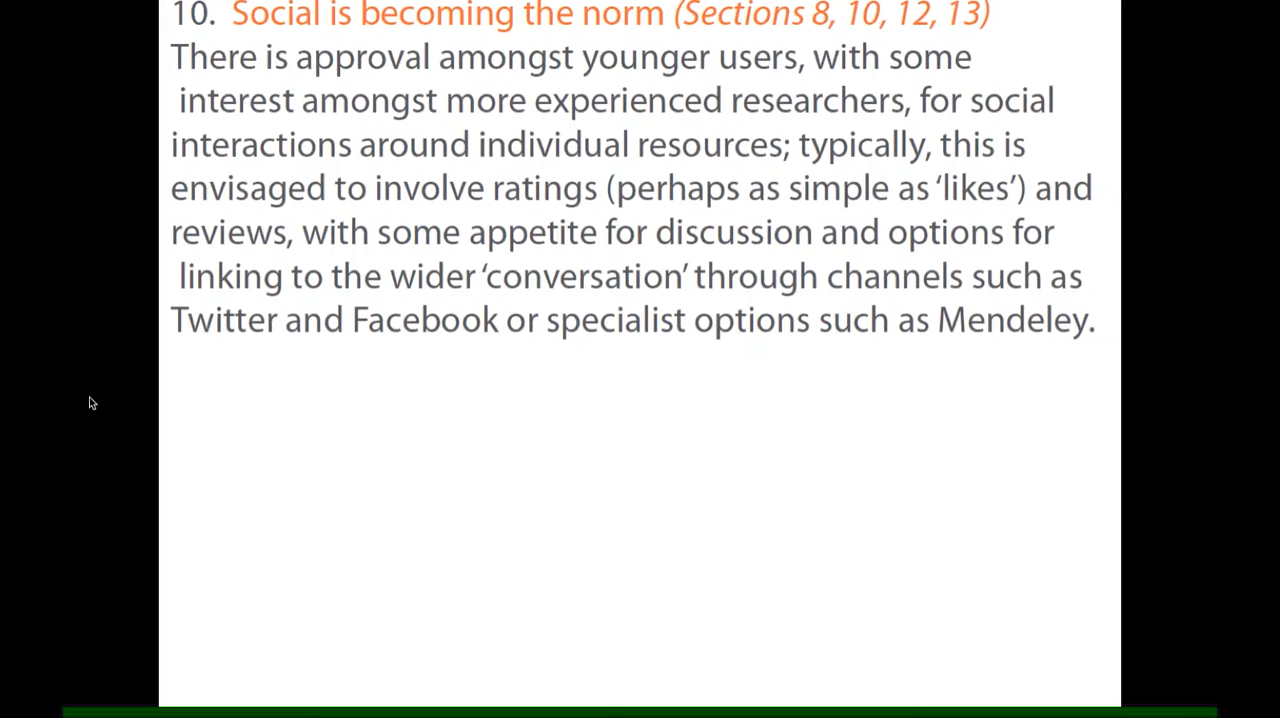 10. Social is becoming the norm (Sections 8, 10, 12, 13)
There is approval amongst younger users, with some
interest amongst more experienced researchers, for social
interactions around individual resources; typically, this is
envisaged to involve ratings (perhaps as simple as ‘likes’) and
reviews, with some appetite for discussion and options for
linking to the wider ‘conversation’ through channels such as
Twitter and Facebook or specialist options such as Mendeley.